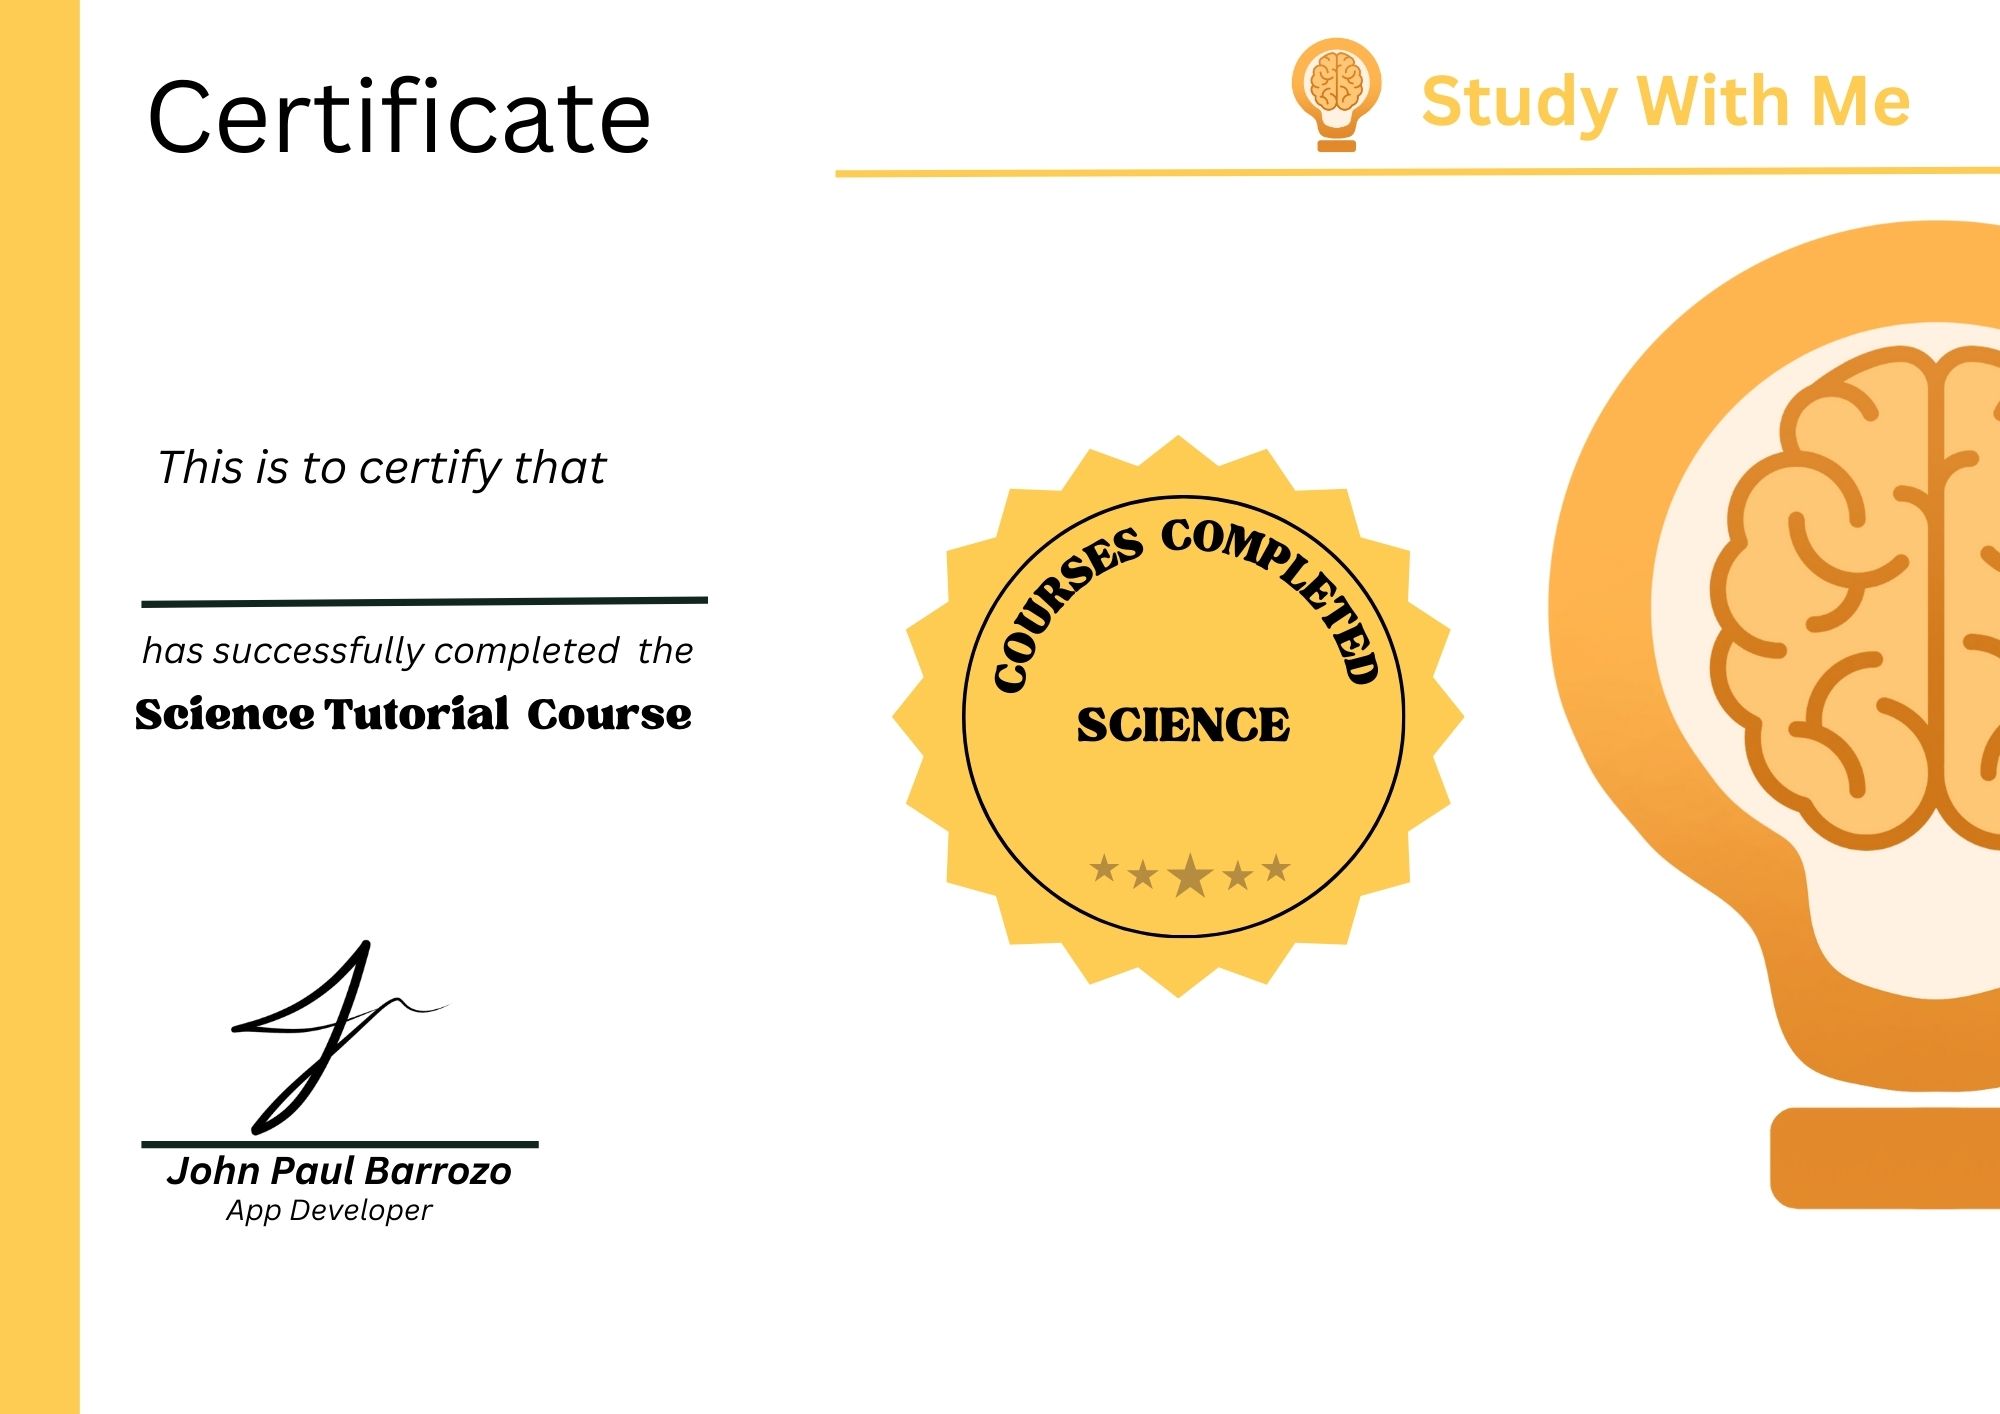 Certificate
Study With Me
This is to certify that
has successfully completed the
Science Tutorial Course
COURSES COMPLETED
SCIENCE
John Paul Barrozo
App Developer